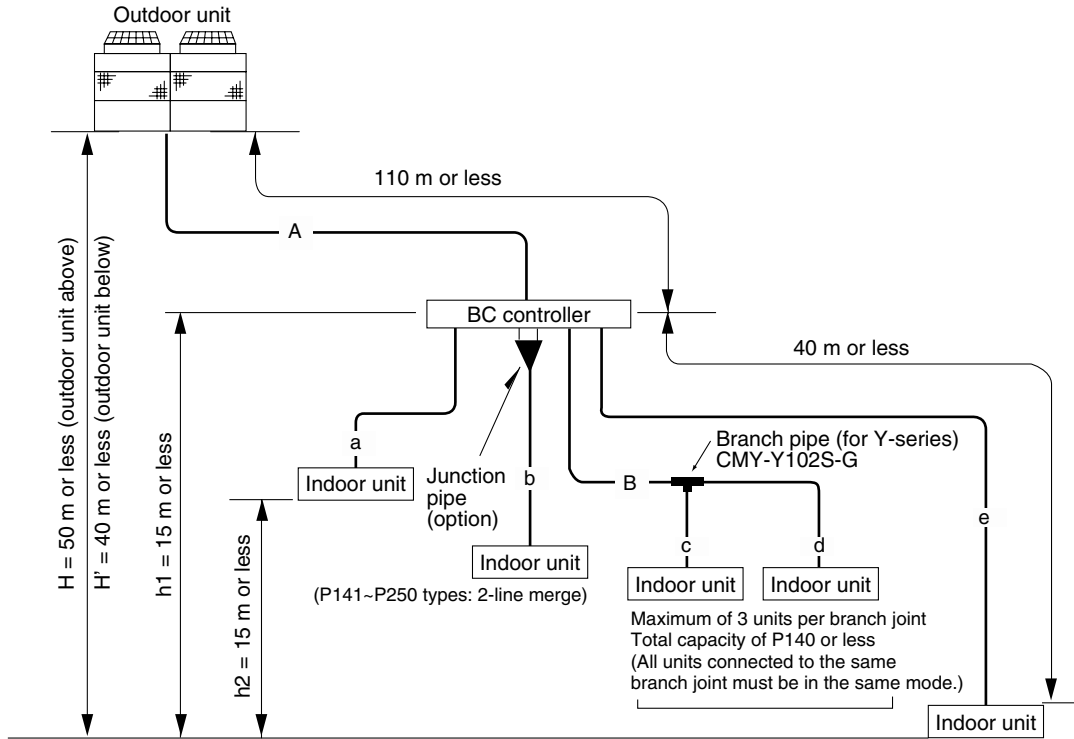 Outdoor unit
110 m or less
A
BC controller
40 m or less
H = 50 m or less (outdoor unit above)
H' = 40 m or less (outdoor unit below)
h1 = 15 m or less
h2 = 15 m or less
a
Indoor unit
Junction
pipe
(option)
b
Indoor unit
(P141~P250 types: 2-line merge)
Branch pipe (for Y-series)
CMY-Y102S-G
B
c
d
e
Indoor unit
Indoor unit
Maximum of 3 units per branch joint
Total capacity of P140 or less
(All units connected to the same
branch joint must be in the same mode.)
Indoor unit